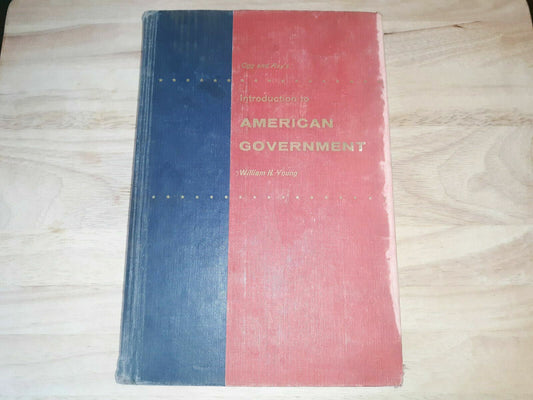 Ogg and Ray's
Introduction to
AMERICAN
GOVERNMENT
William H. Young